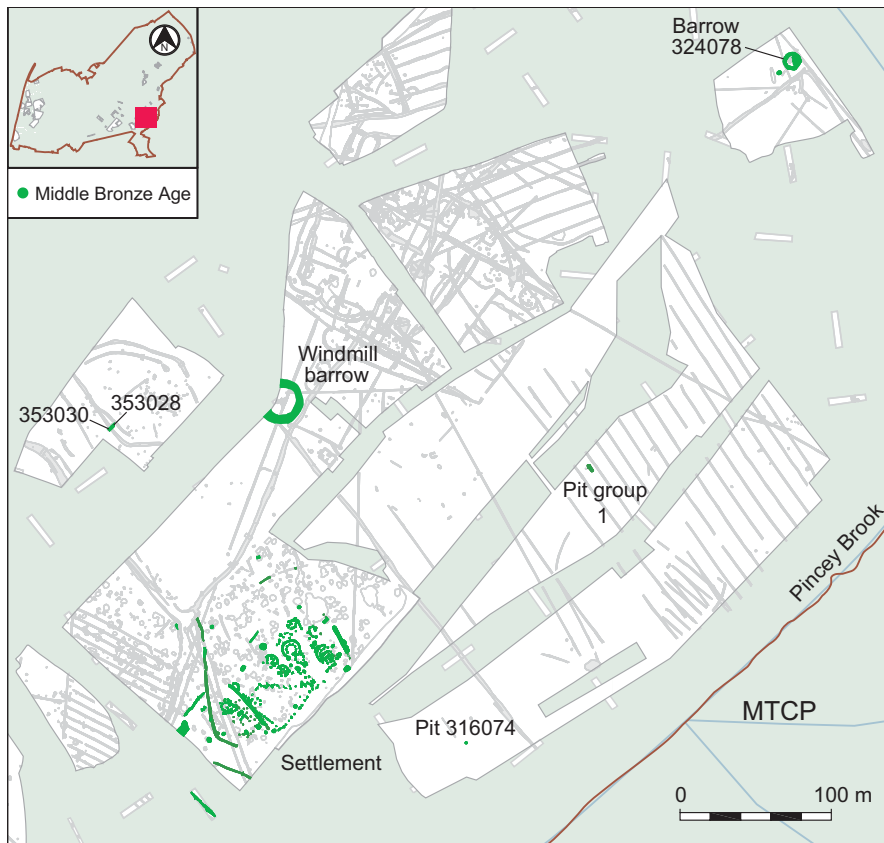 N
Middle Bronze Age
Barrow
324078
Windmill
barrow
353028
353030
Pit group
1
Pincey Brook
MTCP
Pit 316074
Settlement
0 100 m